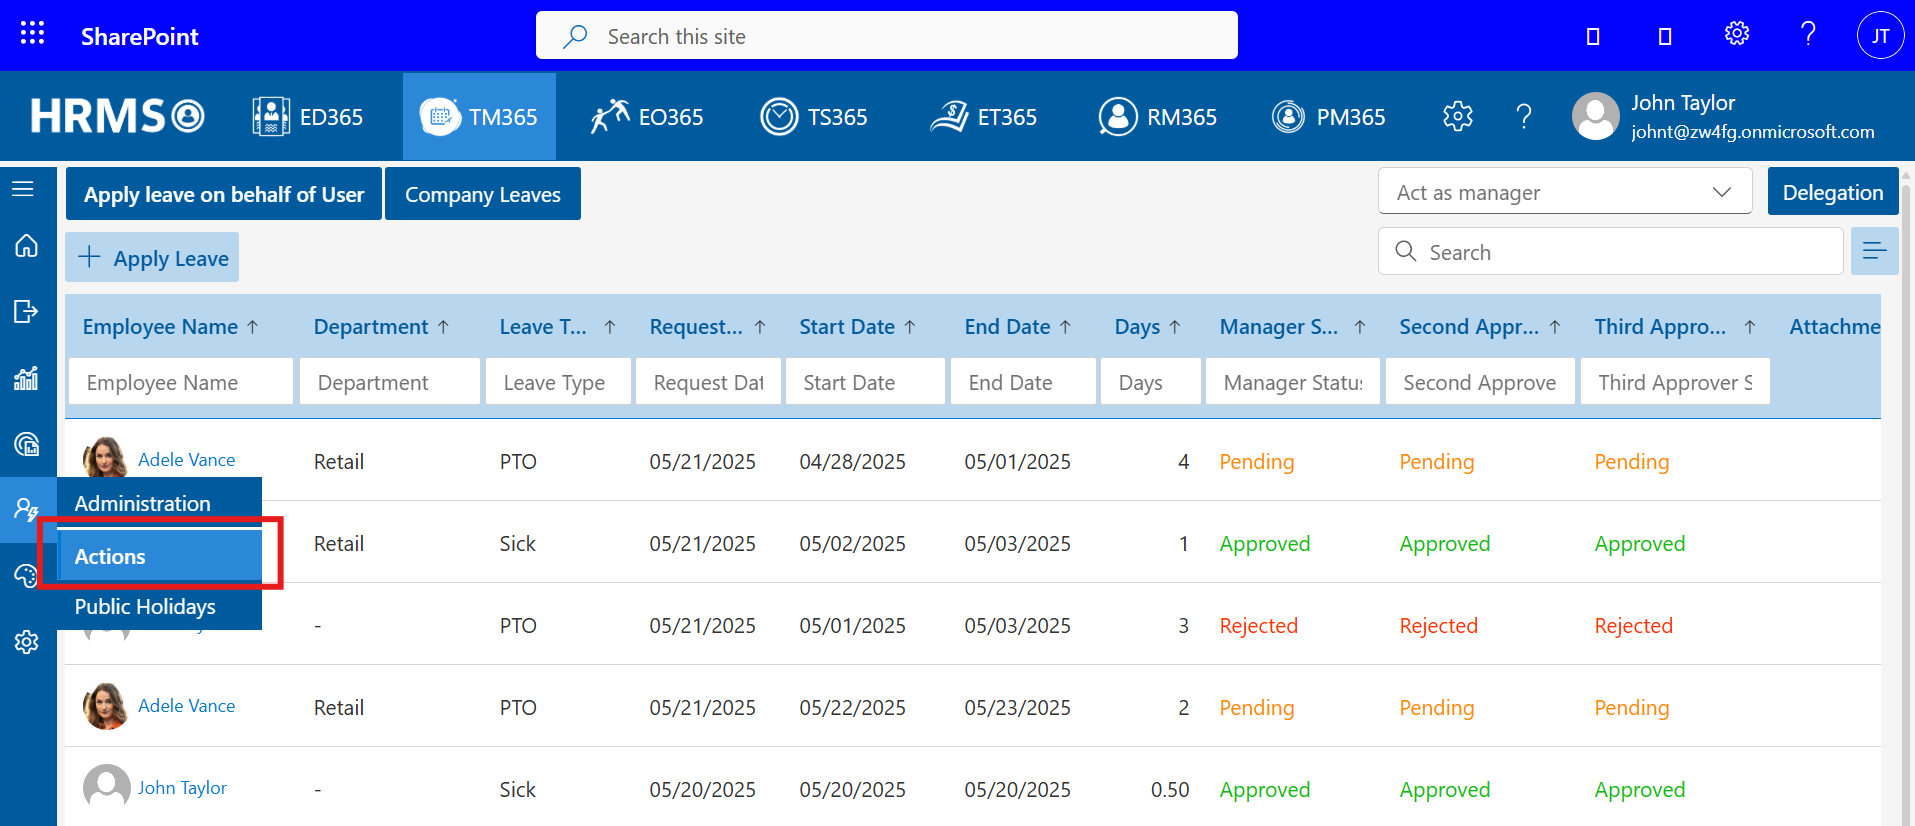 SharePoint
Search this site
JT
HRMS
ED365
TM365
EO365
TS365
ET365
RM365
PM365
John Taylor
johnt@zw4fg.onmicrosoft.com
Apply leave on behalf of User
Company Leaves
Act as manager
Delegation
Apply Leave
Search
Employee Name ↑ Department ↑ Leave T... ↑ Request... ↑ Start Date ↑ End Date ↑ Days ↑ Manager S... ↑ Second Appr... ↑ Third Appro... ↑ Attachme
Employee Name Department Leave Type Request Dat Start Date End Date Days Manager Statu Second Approve Third Approver S
Adele Vance Retail PTO 05/21/2025 04/28/2025 05/01/2025 4 Pending Pending Pending
Administration
Retail Sick 05/21/2025 05/02/2025 05/03/2025 1 Approved Approved Approved
Actions
Public Holidays
- PTO 05/21/2025 05/01/2025 05/03/2025 3 Rejected Rejected Rejected
Adele Vance Retail PTO 05/21/2025 05/22/2025 05/23/2025 2 Pending Pending Pending
John Taylor - Sick 05/20/2025 05/20/2025 05/20/2025 0.50 Approved Approved Approved